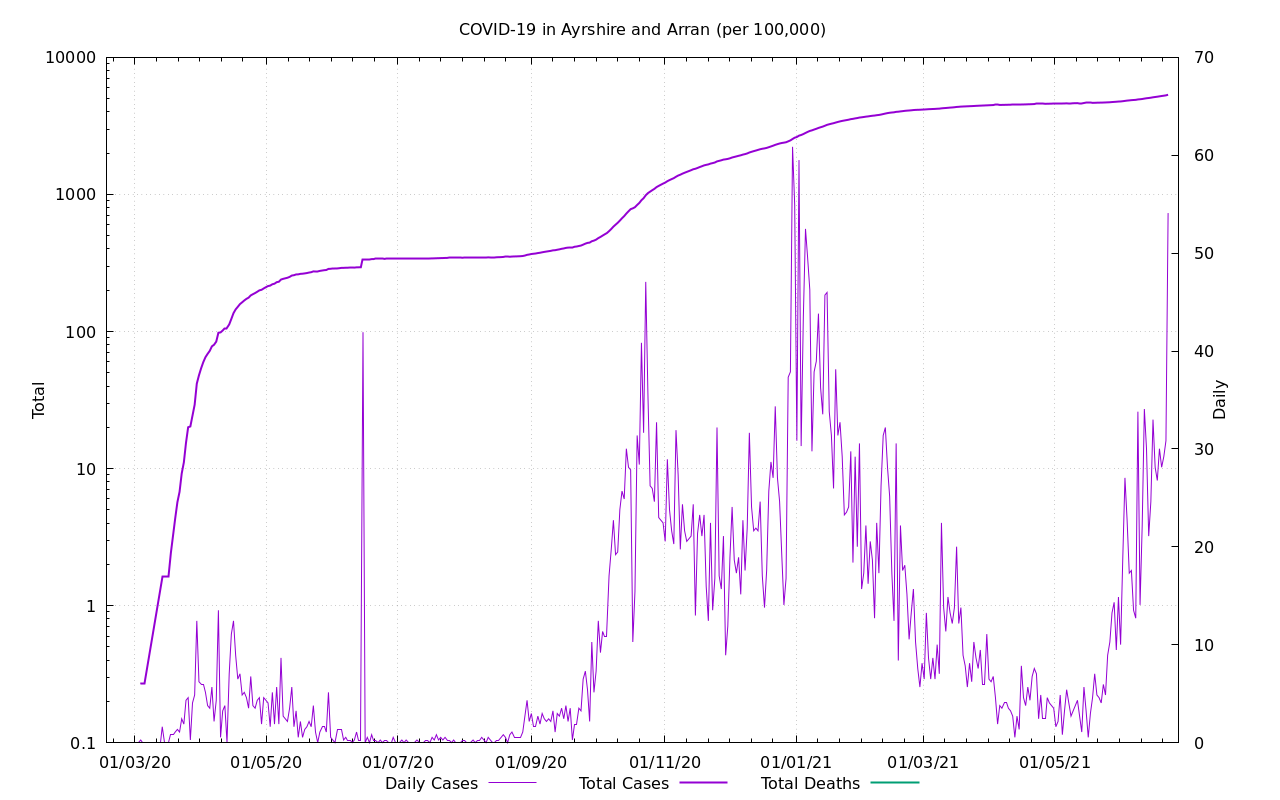 COVID-19 in Ayrshire and Arran (per 100,000)
10000
1000
100
10
1
0.1
Total
70
60
50
40
30
20
10
0
Daily
01/03/20 01/05/20 01/07/20 01/09/20 01/11/20 01/01/21 01/03/21 01/05/21
Daily Cases Total Cases Total Deaths